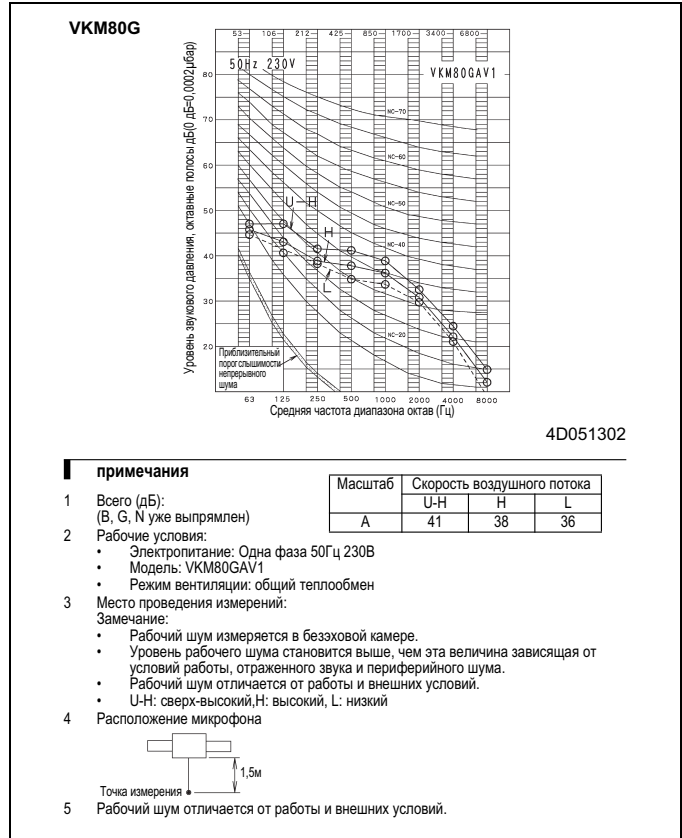 VKM80G
53 106 212 425 850 1700 3400 6800
50Hz 230V
VKM80GAV1
Уровень звукового давления, октавные полосы дБ(0 дБ=0,0002µбар)
80
70
60
50
40
30
20
NC-70
NC-60
NC-50
NC-40
NC-20
U-H
H
L
Приблизительный
порог слышимости
непрерывного
шума
63 125 250 500 1000 2000 4000 8000
Средняя частота диапазона октав (Гц)
4D051302
примечания
Масштаб Скорость воздушного потока
U-H H L
A 41 38 36
1 Всего (дБ):
(B, G, N уже выпрямлен)
2 Рабочие условия:
• Электропитание: Одна фаза 50Гц 230В
• Модель: VKM80GAV1
• Режим вентиляции: общий теплообмен
3 Место проведения измерений:
Замечание:
• Рабочий шум измеряется в безэховой камере.
• Уровень рабочего шума становится выше, чем эта величина зависящая от
условий работы, отраженного звука и периферийного шума.
• Рабочий шум отличается от работы и внешних условий.
• U-H: сверх-высокий,H: высокий, L: низкий
4 Расположение микрофона
1,5м
Точка измерения
5 Рабочий шум отличается от работы и внешних условий.